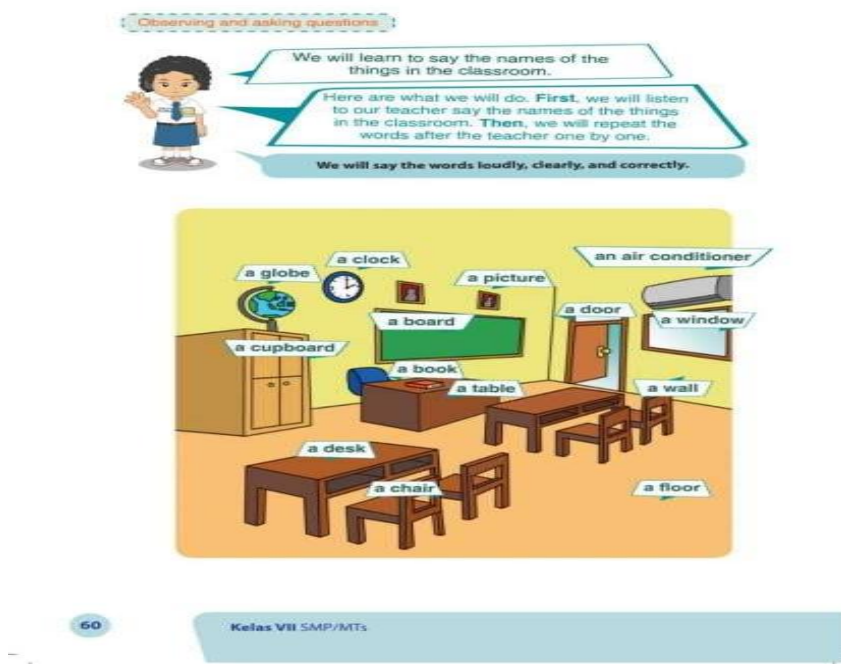 Observing and asking questions
We will learn to say the names of the
things in the classroom.
Here are what we will do. First, we will listen
to our teacher say the names of the things
in the classroom. Then, we will repeat the
words after the teacher one by one.
We will say the words loudly, clearly, and correctly.
a clock
an air conditioner
a globe
a picture
a door
a board
a window
a cupboard
a book
a table
a wall
a desk
a chair
a floor
60
Kelas VII SMP/MTs